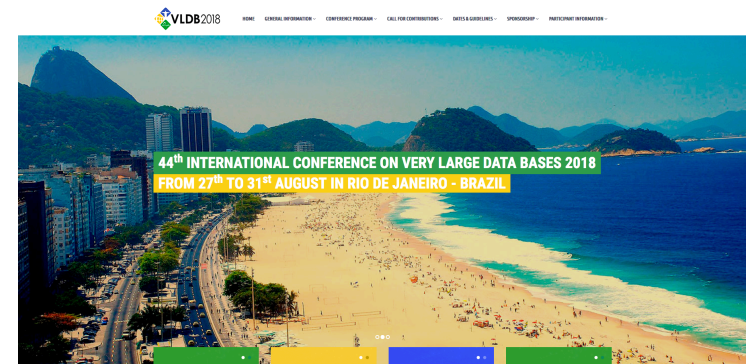 VLDB2018
HOME GENERAL INFORMATION CONFERENCE PROGRAM CALL FOR CONTRIBUTIONS DATES & GUIDELINES SPONSORSHIP PARTICIPANT INFORMATION
44th INTERNATIONAL CONFERENCE ON VERY LARGE DATA BASES 2018
FROM 27th TO 31st AUGUST IN RIO DE JANEIRO - BRAZIL